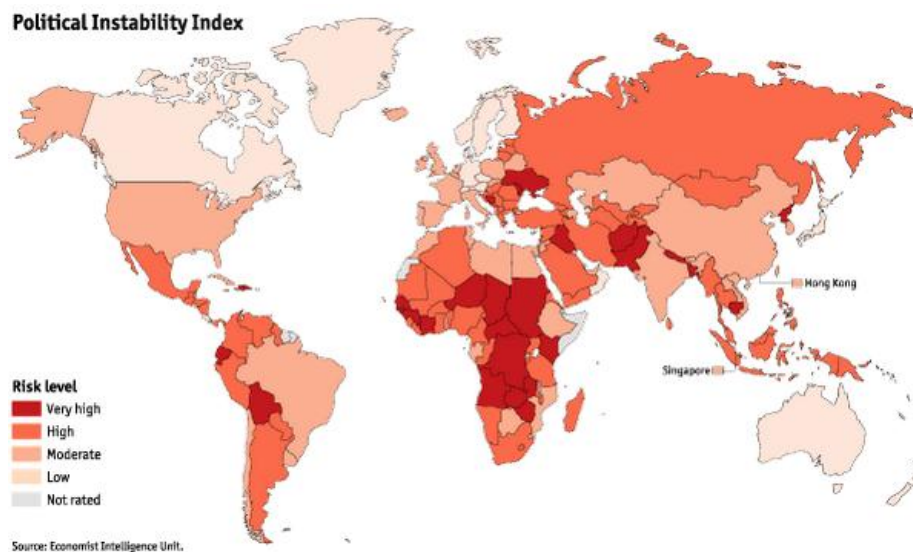 Political Instability Index
Hong Kong
Singapore
Risk level
Very high
High
Moderate
Low
Not rated
Source: Economist Intelligence Unit.